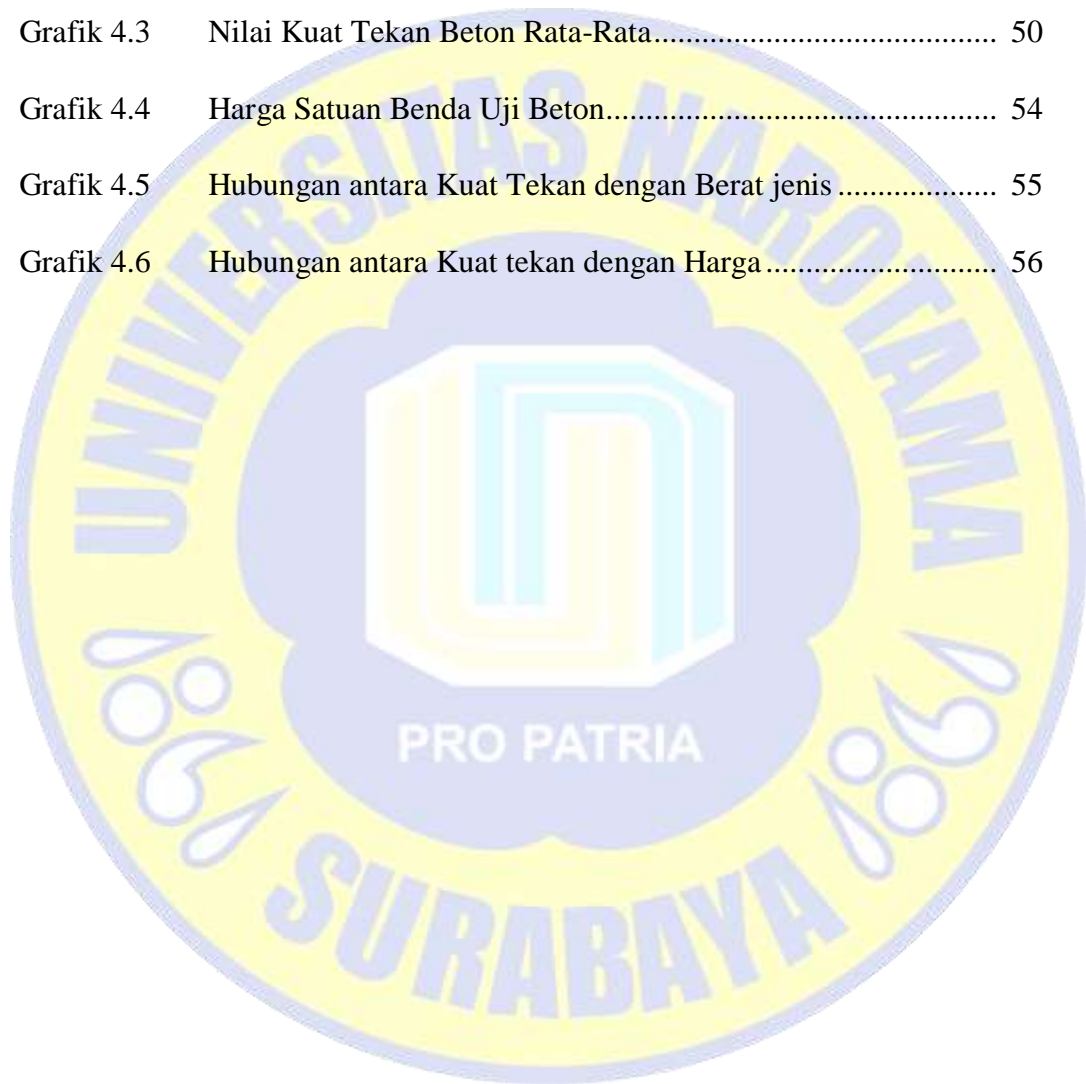 Grafik 4.3 Nilai Kuat Tekan Beton Rata-Rata....................................... 50
Grafik 4.4 Harga Satuan Benda Uji Beton............................................. 54
Grafik 4.5 Hubungan antara Kuat Tekan dengan Berat jenis .................. 55
Grafik 4.6 Hubungan antara Kuat tekan dengan Harga .......................... 56
UNIVERSITAS NAROTAMA
PRO PATRIA
SURABAYA